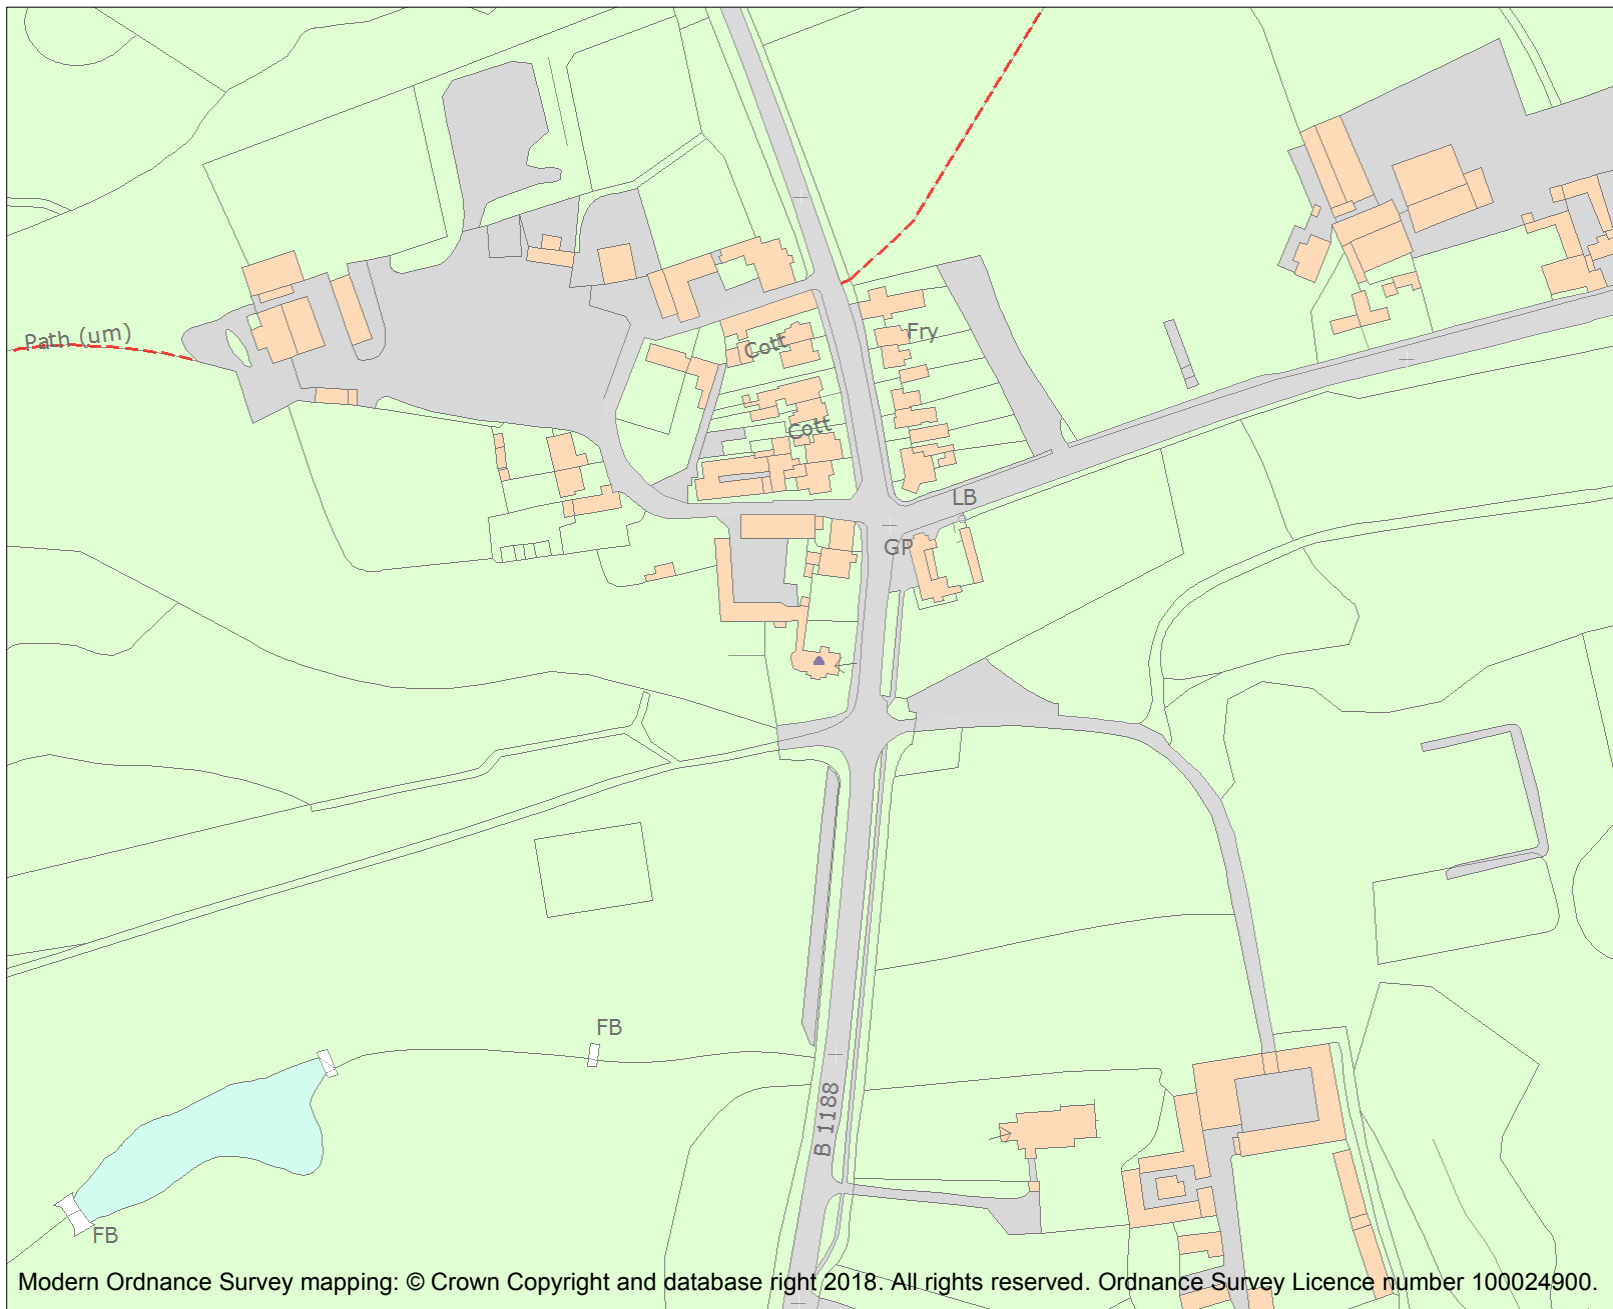 Path (um)
Cott
Fry
Cott
LB
GP
FB
B 1188
FB
Modern Ordnance Survey mapping: © Crown Copyright and database right 2018. All rights reserved. Ordnance Survey Licence number 100024900.